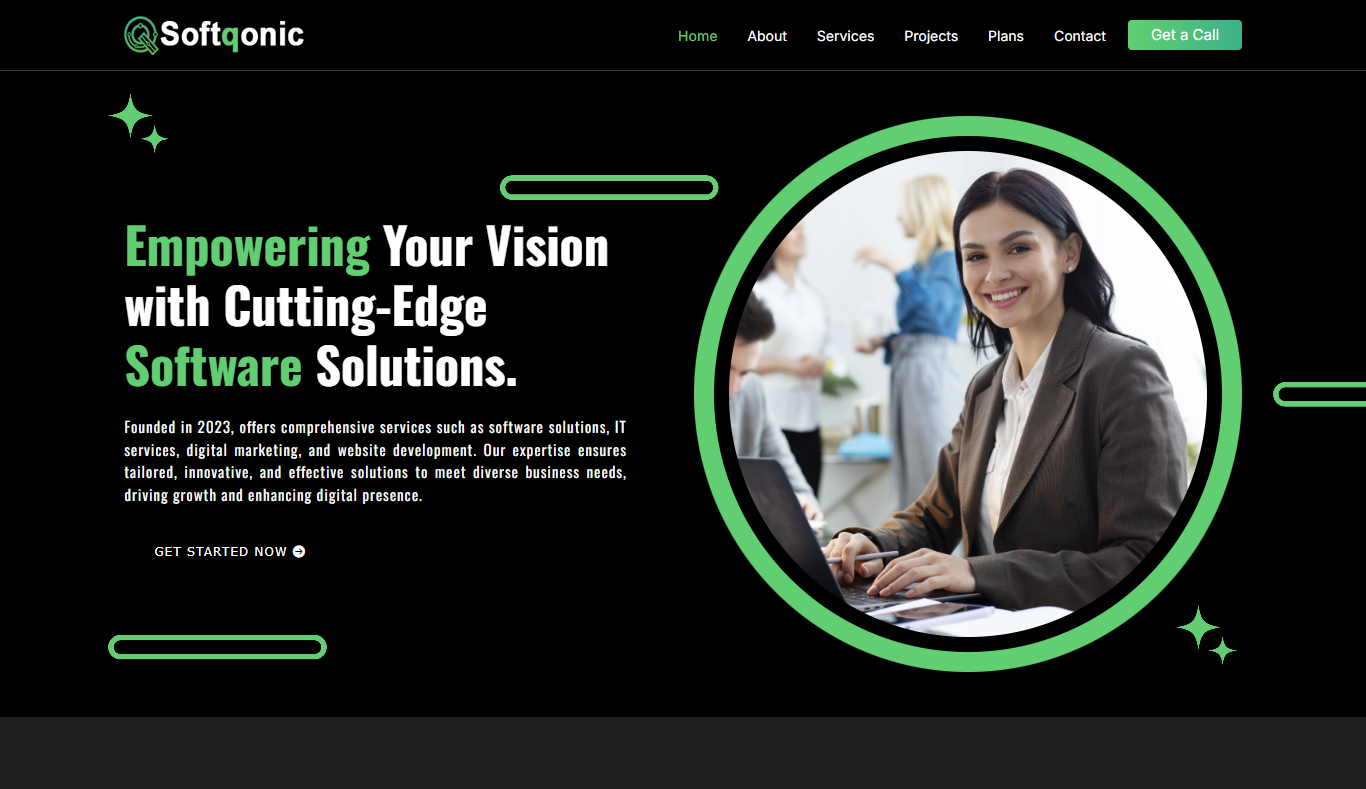 Softqonic
Home About Services Projects Plans Contact Get a Call
Empowering Your Vision
with Cutting-Edge
Software Solutions.
Founded in 2023, offers comprehensive services such as software solutions, IT
services, digital marketing, and website development. Our expertise ensures
tailored, innovative, and effective solutions to meet diverse business needs,
driving growth and enhancing digital presence.
GET STARTED NOW